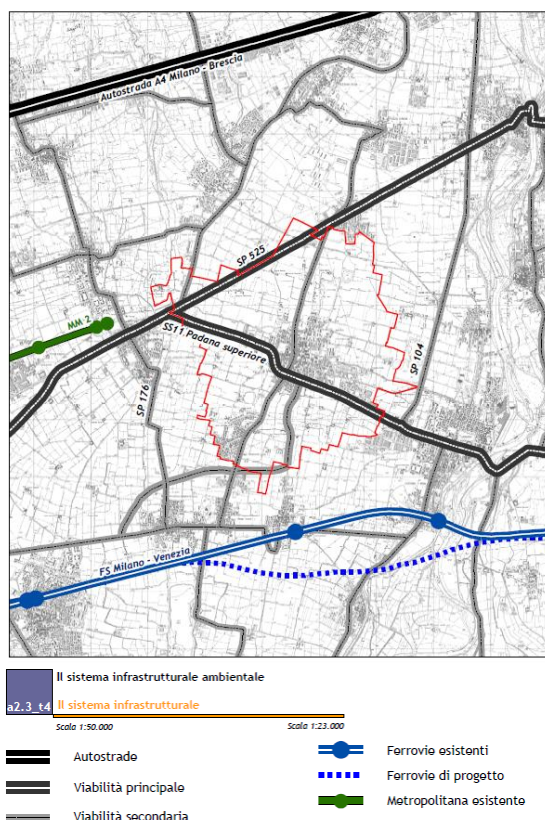 Autostrada A4 Milano - Brescia
SP 525
MM 2
SS11 Padana superiore
SP 104
SP 176
FS Milano - Venezia
a2.3_t4
Il sistema infrastrutturale ambientale
Il sistema infrastrutturale
Scala 1:50.000
Scala 1:23.000
Autostrade
Viabilità principale
Viabilità secondaria
Ferrovie esistenti
Ferrovie di progetto
Metropolitana esistente